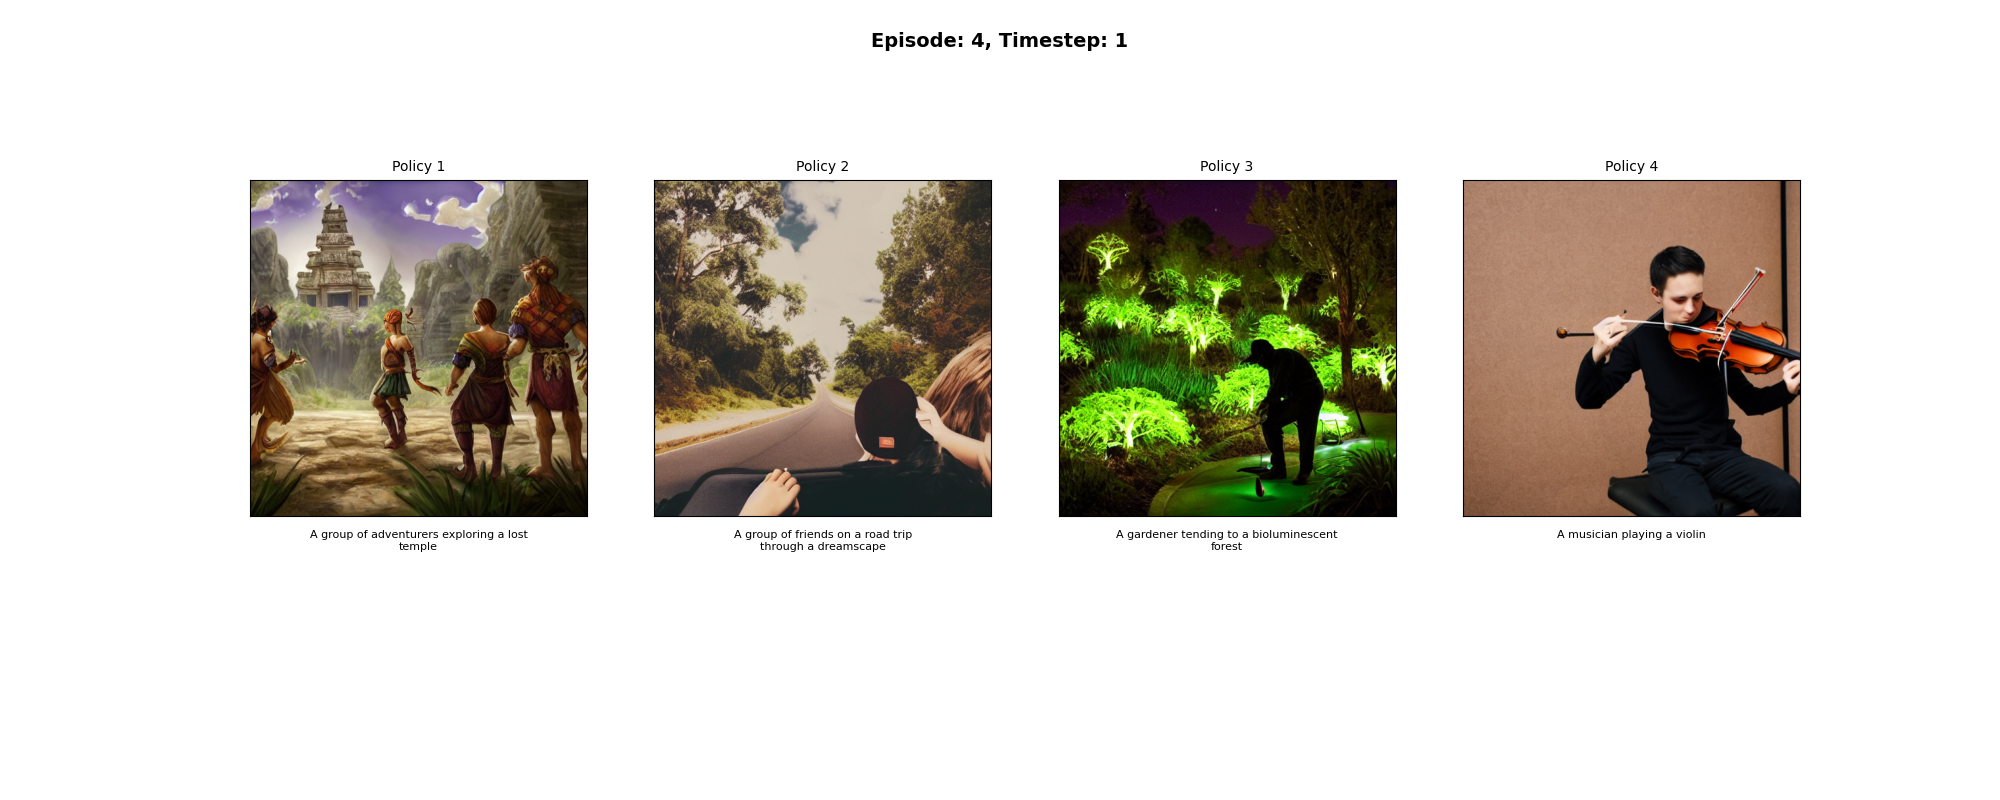 Episode: 4, Timestep: 1
Policy 1
Policy 2
Policy 3
Policy 4
A group of adventurers exploring a lost
temple
A group of friends on a road trip
through a dreamscape
A gardener tending to a bioluminescent
forest
A musician playing a violin